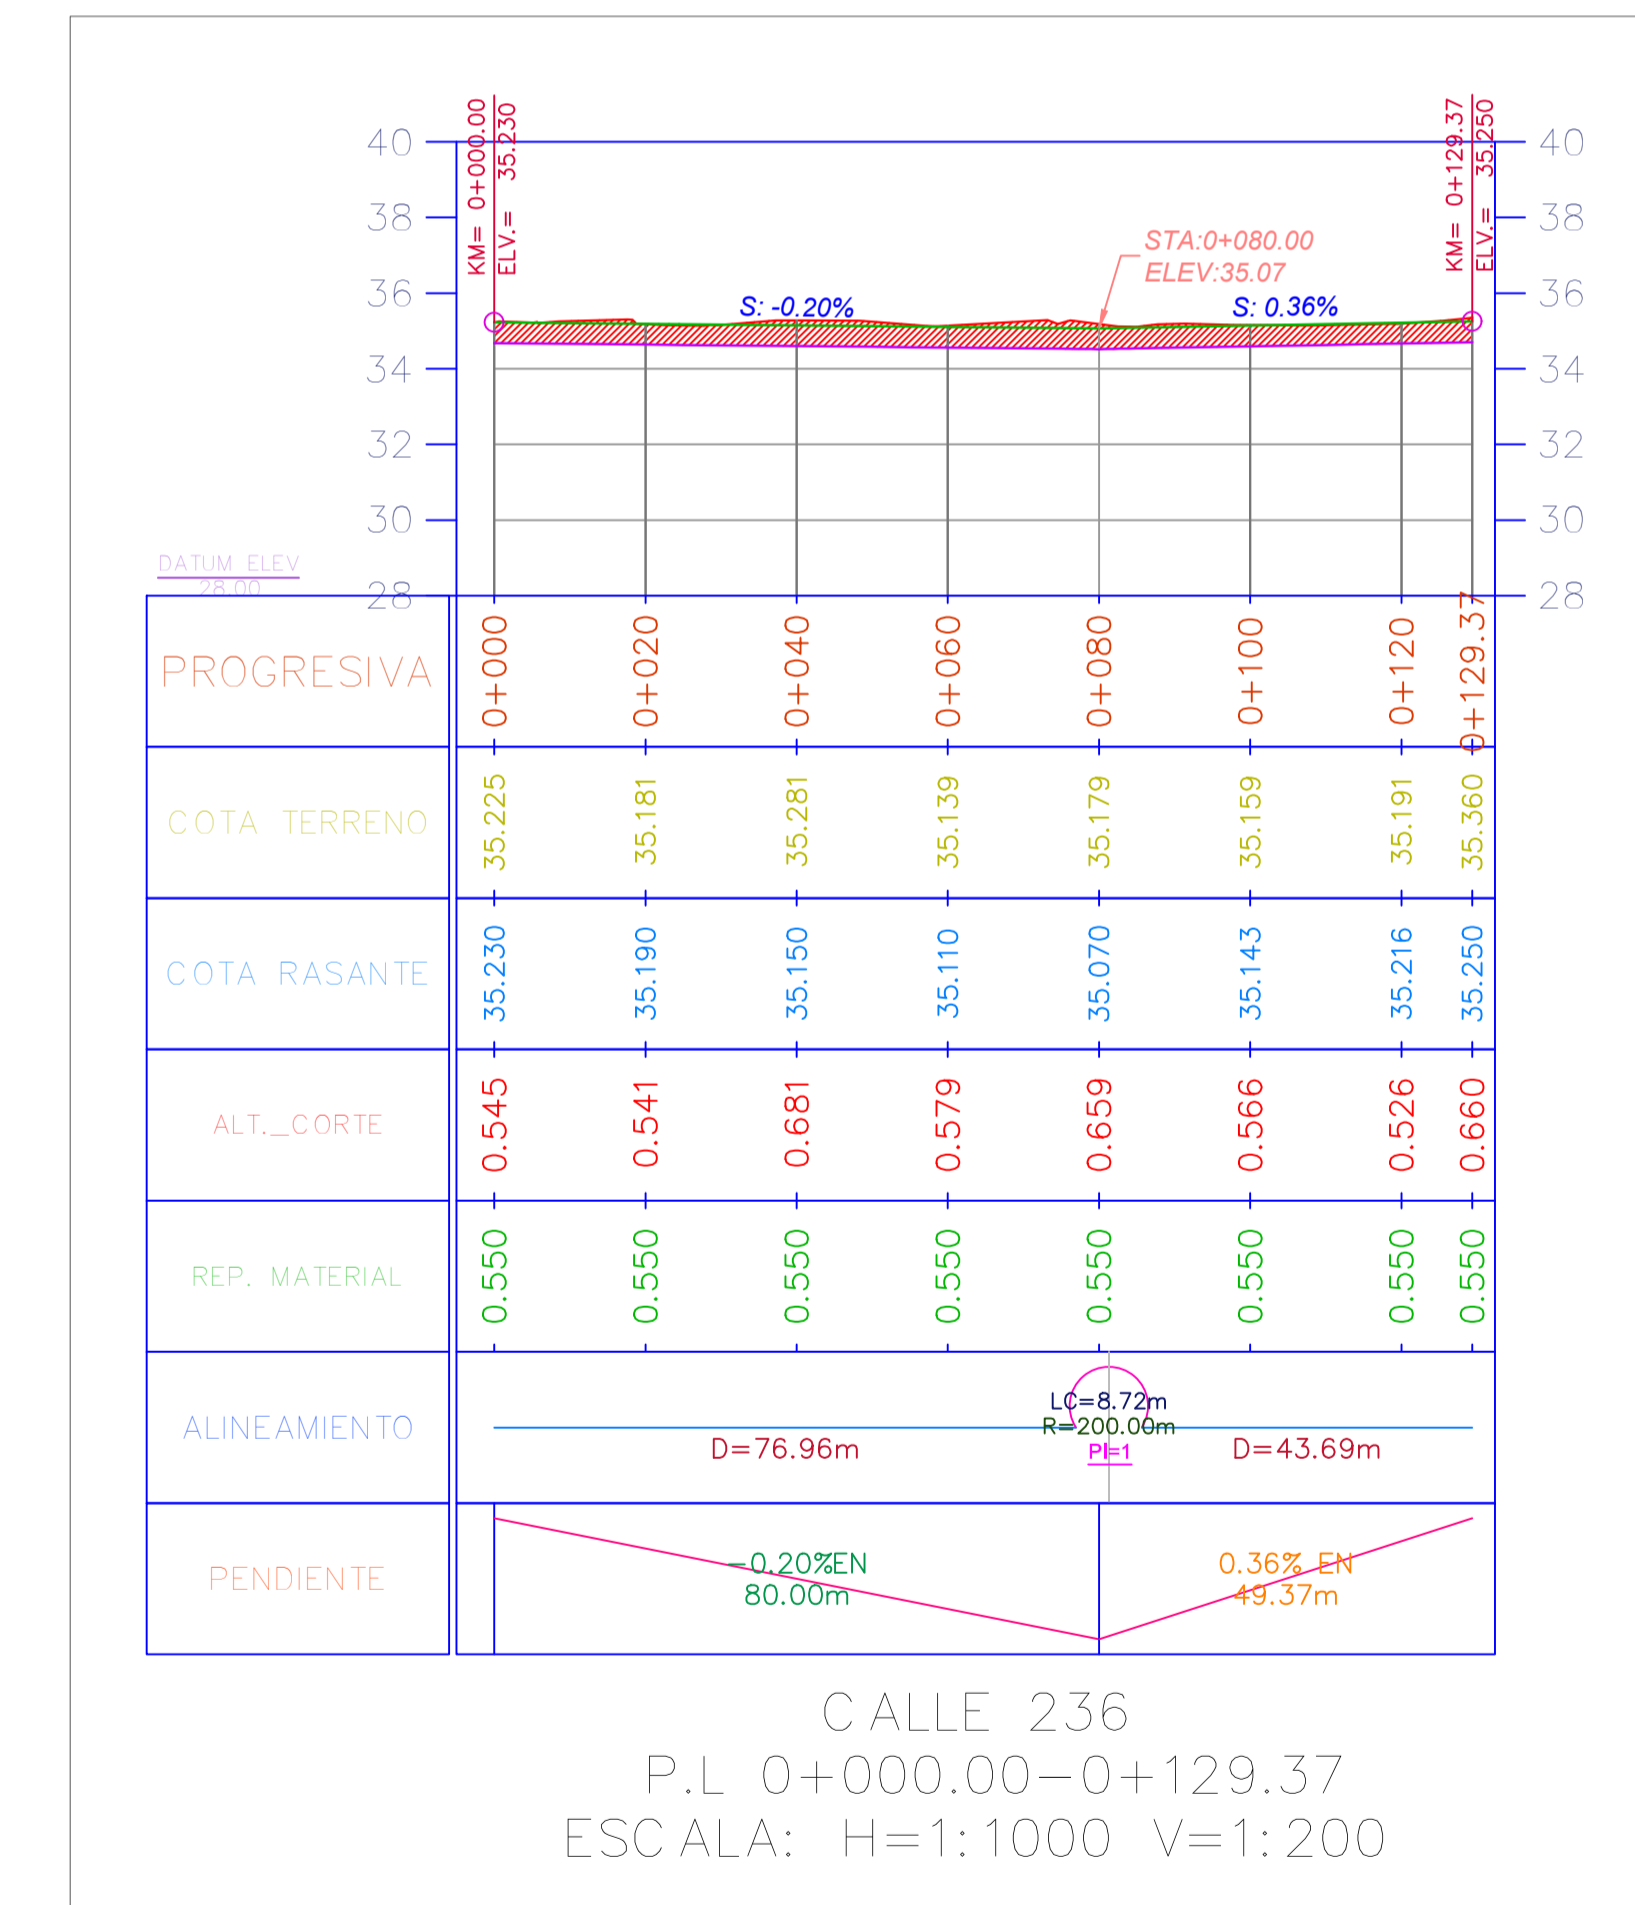 KM= 0+000.00
ELV.= 35.230
KM= 0+129.37
ELV.= 35.250
40 40
38 38
STA:0+080.00
ELEV:35.07
36 36
S: -0.20% S: 0.36%
34 34
32 32
30 30
DATUM ELEV
28.00
28 28
PROGRESIVA 0+000 0+020 0+040 0+060 0+080 0+100 0+120 0+129.37
COTA TERRENO 35.225 35.181 35.281 35.139 35.179 35.159 35.191 35.360
COTA RASANTE 35.230 35.190 35.150 35.110 35.070 35.143 35.216 35.250
ALT._CORTE 0.545 0.541 0.681 0.579 0.659 0.566 0.526 0.660
REP. MATERIAL 0.550 0.550 0.550 0.550 0.550 0.550 0.550 0.550
ALINEAMIENTO
LC=8.72m
R=200.00m
D=76.96m PI=1 D=43.69m
PENDIENTE
-0.20%EN
80.00m
0.36% EN
49.37m
CALLE 236
P.L 0+000.00-0+129.37
ESCALA: H=1:1000 V=1:200